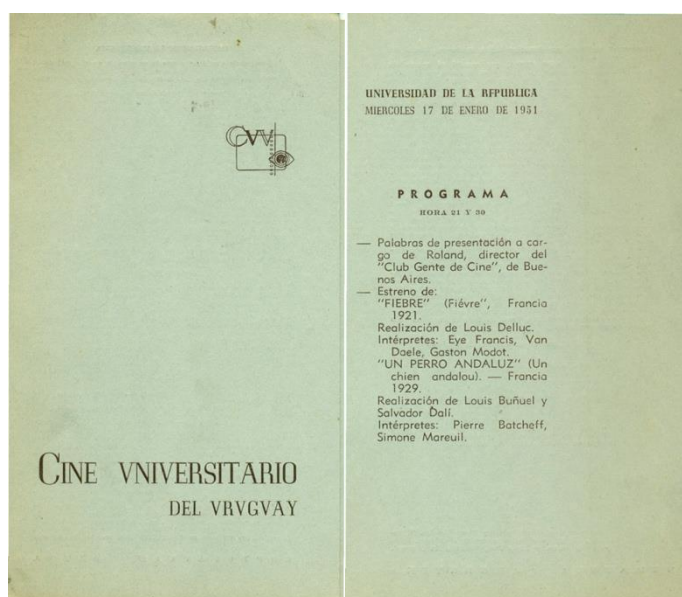 CVV
CINE VNIVERSITARIO
DEL VRVGVAY
UNIVERSIDAD DE LA REPUBLICA
MIERCOLES 17 DE ENERO DE 1951
PROGRAMA
HORA 21 Y 30
— Palabras de presentación a car-
go de Roland, director del
"Club Gente de Cine", de Bue-
nos Aires.
— Estreno de:
"FIEBRE" (Fiévre", Francia
1921.
Realización de Louis Delluc.
Intérpretes: Eye Francis, Van
Daele, Gaston Modot.
"UN PERRO ANDALUZ" (Un
chien andalou). — Francia
1929.
Realización de Louis Buñuel y
Salvador Dalí.
Intérpretes: Pierre Batcheff,
Simone Mareuil.